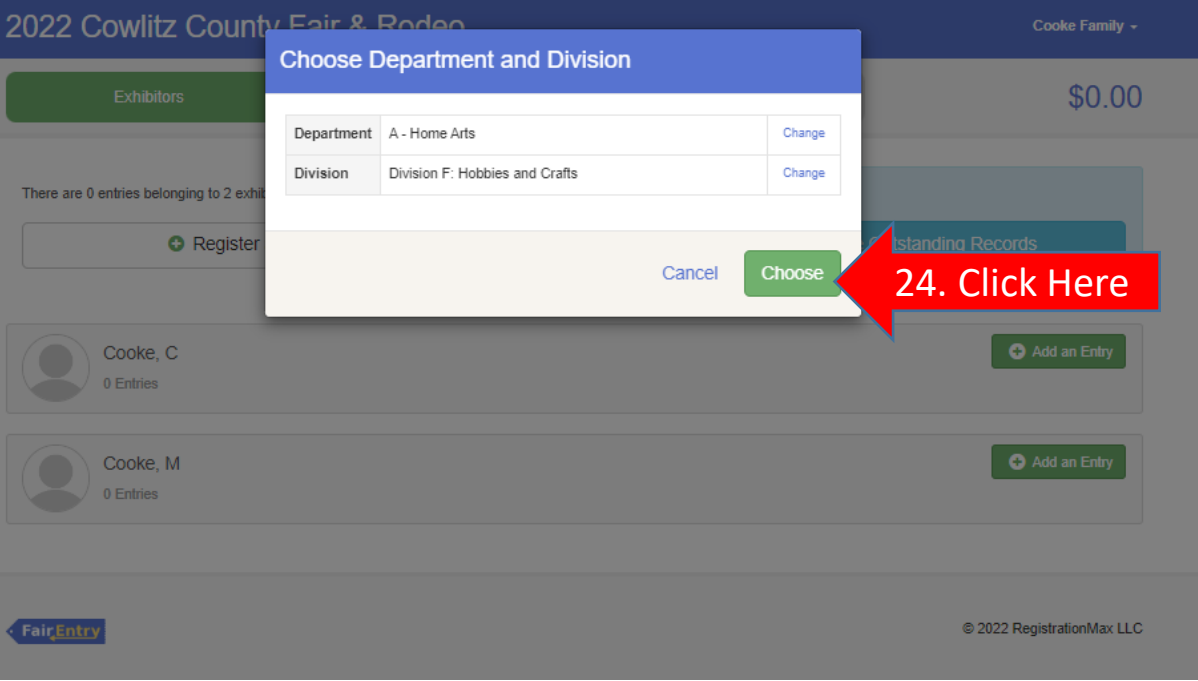 2022 Cowlitz County Fair & Rodeo
Cooke Family
Choose Department and Division
Exhibitors
$0.00
Department A - Home Arts Change
Division Division F: Hobbies and Crafts Change
There are 0 entries belonging to 2
Register
Outstanding Records
Cancel Choose
24. Click Here
Cooke, C
0 Entries
Add an Entry
Cooke, M
0 Entries
Add an Entry
FairEntry
© 2022 RegistrationMax LLC